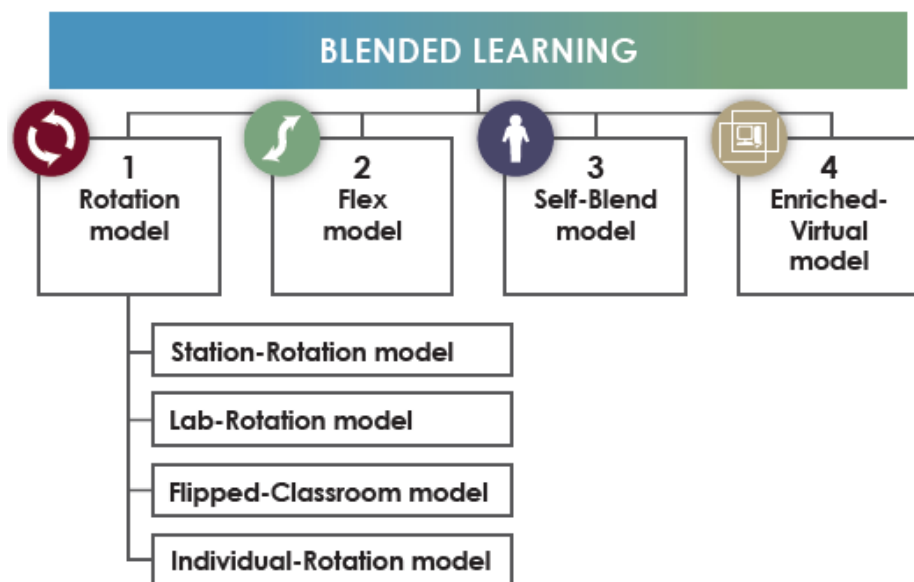 BLENDED LEARNING
1
Rotation
model
2
Flex
model
3
Self-Blend
model
4
Enriched-
Virtual
model
Station-Rotation model
Lab-Rotation model
Flipped-Classroom model
Individual-Rotation model